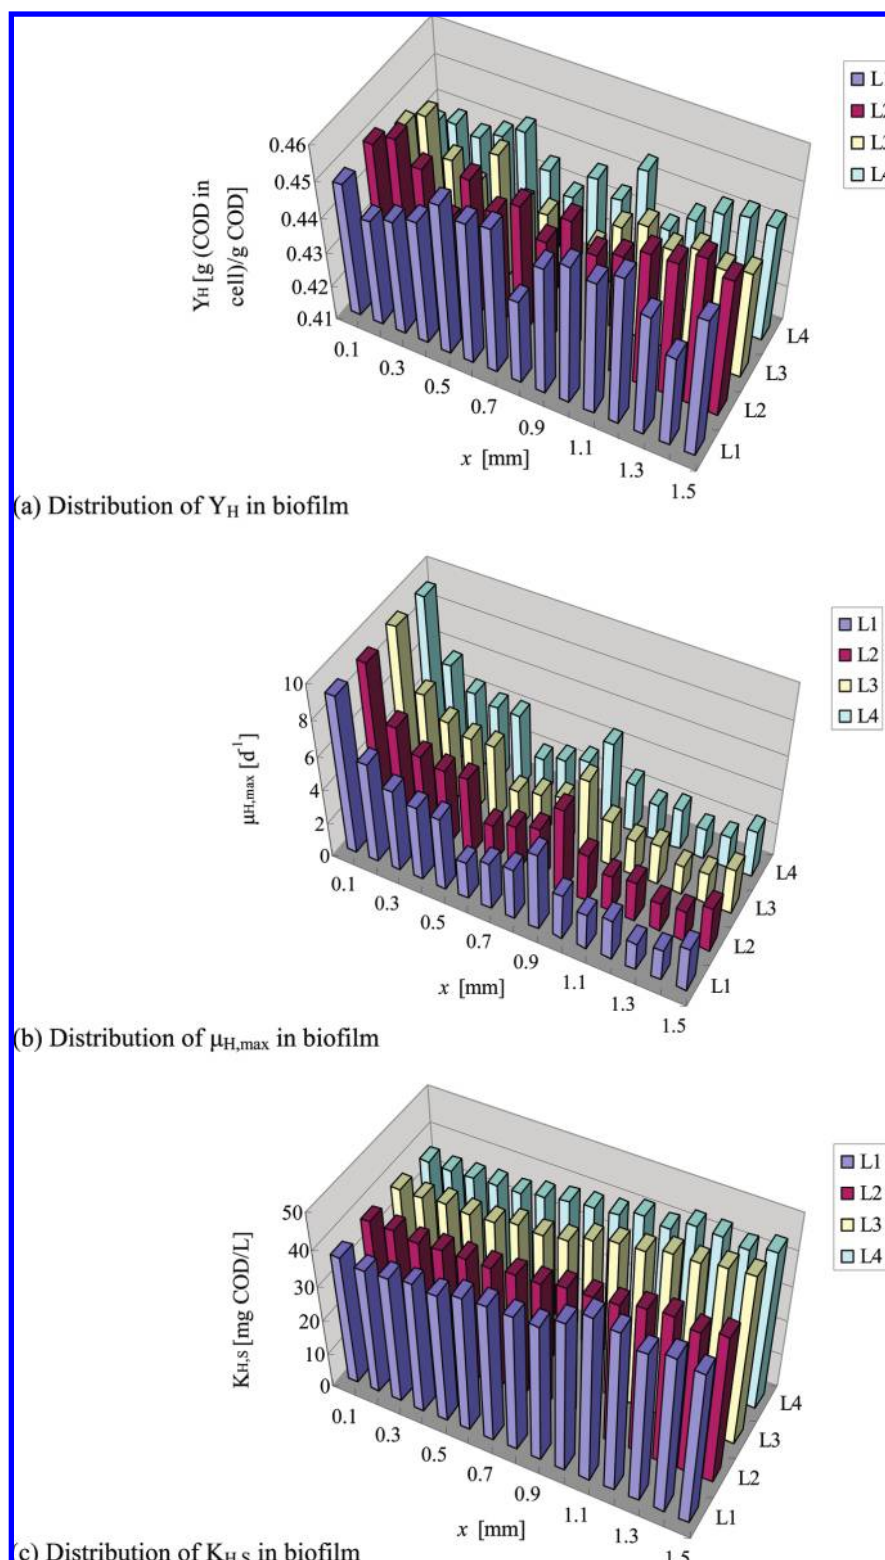 0.46
0.45
0.44
0.43
0.42
0.41
Y_H [g (COD in
cell)/g COD]
0.1
0.3
0.5
0.7
0.9
1.1
1.3
1.5
x [mm]
L1
L2
L3
L4
L1
L2
L3
L4
(a) Distribution of Y_H in biofilm
10
8
6
4
2
0
μ_H,max [d⁻¹]
0.1
0.3
0.5
0.7
0.9
1.1
1.3
1.5
x [mm]
L1
L2
L3
L4
L1
L2
L3
L4
(b) Distribution of μ_H,max in biofilm
50
40
30
20
10
0
K_H,S [mg COD/L]
0.1
0.3
0.5
0.7
0.9
1.1
1.3
1.5
x [mm]
L1
L2
L3
L4
L1
L2
L3
L4
(c) Distribution of K_H,S in biofilm